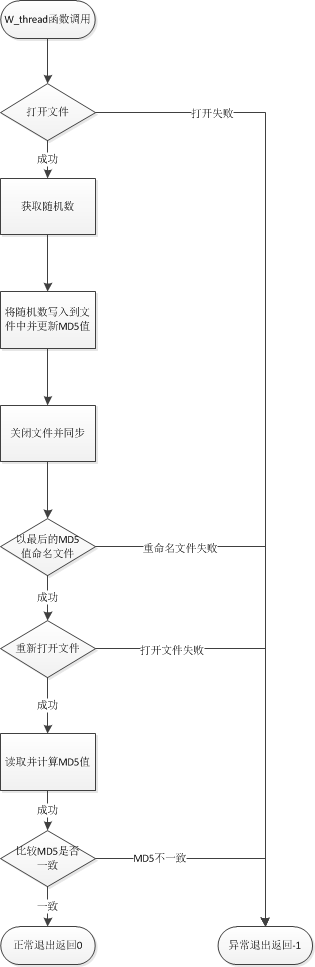 W_thread函数调用
打开文件
打开失败
成功
获取随机数
将随机数写入到文
件中并更新MD5值
关闭文件并同步
以最后的MD5
值命名文件
重命名文件失败
成功
重新打开文件
打开文件失败
成功
读取并计算MD5值
成功
比较MD5是否
一致
MD5不一致
一致
正常退出返回0
异常退出返回-1